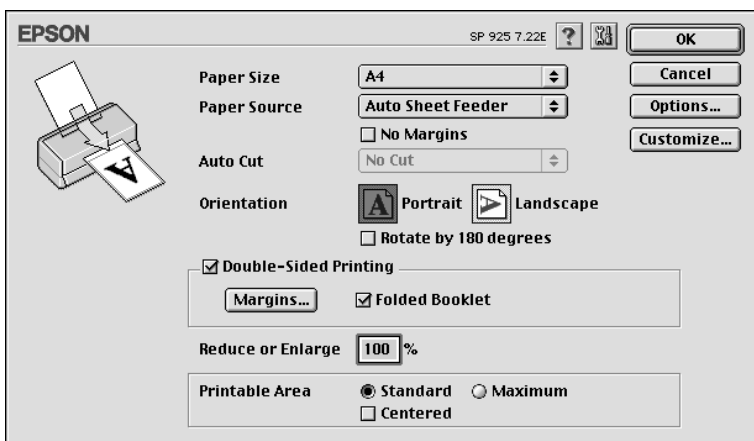 EPSON
SP 925 7.22E
OK
Paper Size A4
Cancel
Paper Source Auto Sheet Feeder
Options...
No Margins
Customize...
Auto Cut No Cut
Orientation Portrait Landscape
Rotate by 180 degrees
Double-Sided Printing
Margins... Folded Booklet
Reduce or Enlarge 100 %
Printable Area Standard Maximum
Centered